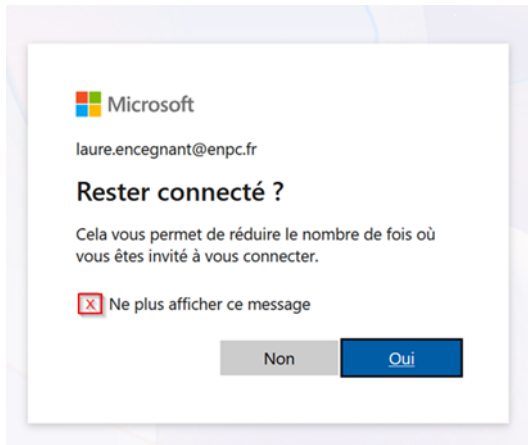 Microsoft
laure.encegnant@enpc.fr
Rester connecté ?
Cela vous permet de réduire le nombre de fois où
vous êtes invité à vous connecter.
X Ne plus afficher ce message
Non Oui